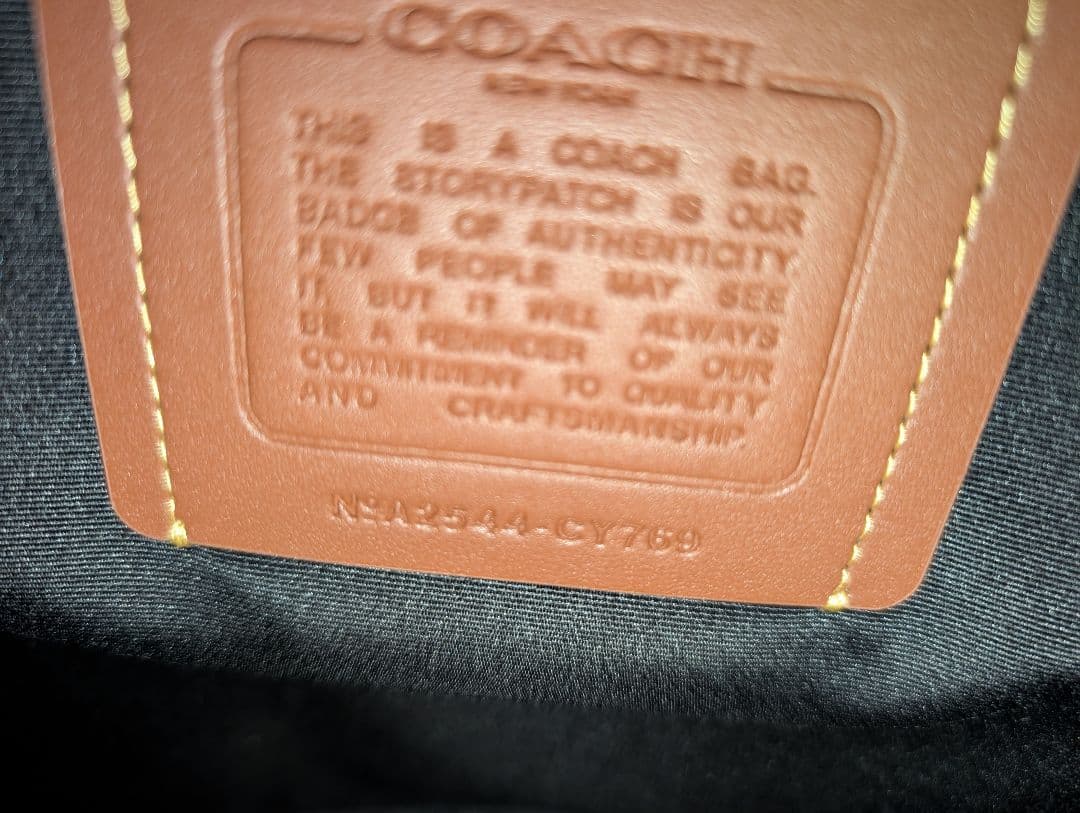 COACH
NEW YORK
THIS IS A COACH BAG.
THE STORYPATCH IS OUR
BADGE OF AUTHENTICITY.
FEW PEOPLE MAY SEE
IT, BUT IT WILL ALWAYS
BE A REMINDER OF OUR
COMMITMENT TO QUALITY
AND CRAFTSMANSHIP.
NºA2544-CY769